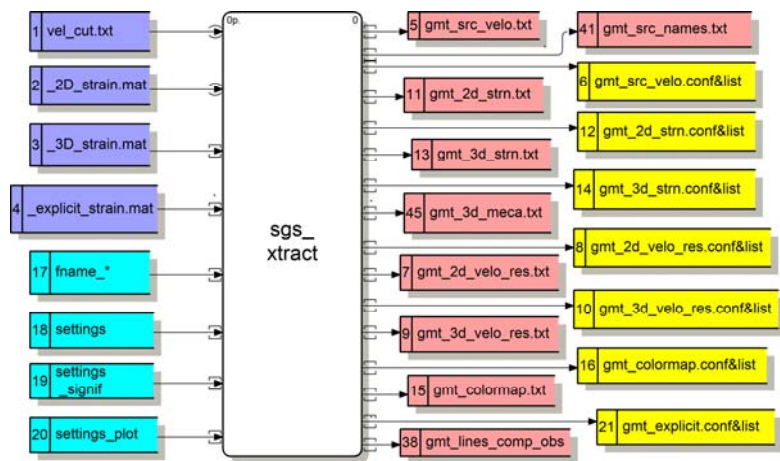 1 vel_cut.txt
2 _2D_strain.mat
3 _3D_strain.mat
4 _explicit_strain.mat
17 fname_*
18 settings
19 settings
_signif
20 settings_plot
0p. 0
sgs_
xtract
5 gmt_src_velo.txt
11 gmt_2d_strn.txt
13 gmt_3d_strn.txt
45 gmt_3d_meca.txt
7 gmt_2d_velo_res.txt
9 gmt_3d_velo_res.txt
15 gmt_colormap.txt
38 gmt_lines_comp_obs
41 gmt_src_names.txt
6 gmt_src_velo.conf&list
12 gmt_2d_strn.conf&list
14 gmt_3d_strn.conf&list
8 gmt_2d_velo_res.conf&list
10 gmt_3d_velo_res.conf&list
16 gmt_colormap.conf&list
21 gmt_explicit.conf&list